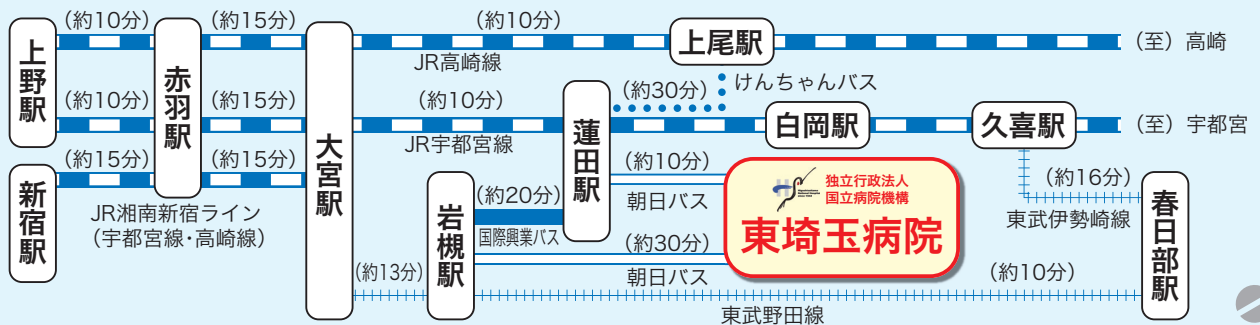 (約10分)
(約15分)
(約10分)
上野駅
赤羽駅
大宮駅
上尾駅
(至) 高崎
JR高崎線
けんちゃんバス
(約30分)
(約10分)
(約15分)
(約10分)
蓮田駅
白岡駅
久喜駅
(至) 宇都宮
JR宇都宮線
(約15分)
(約15分)
新宿駅
JR湘南新宿ライン
(宇都宮線・高崎線)
岩槻駅
(約20分)
国際興業バス
(約10分)
朝日バス
独立行政法人
国立病院機構
東埼玉病院
(約16分)
東武伊勢崎線
春日部駅
(約30分)
朝日バス
(約13分)
(約10分)
東武野田線